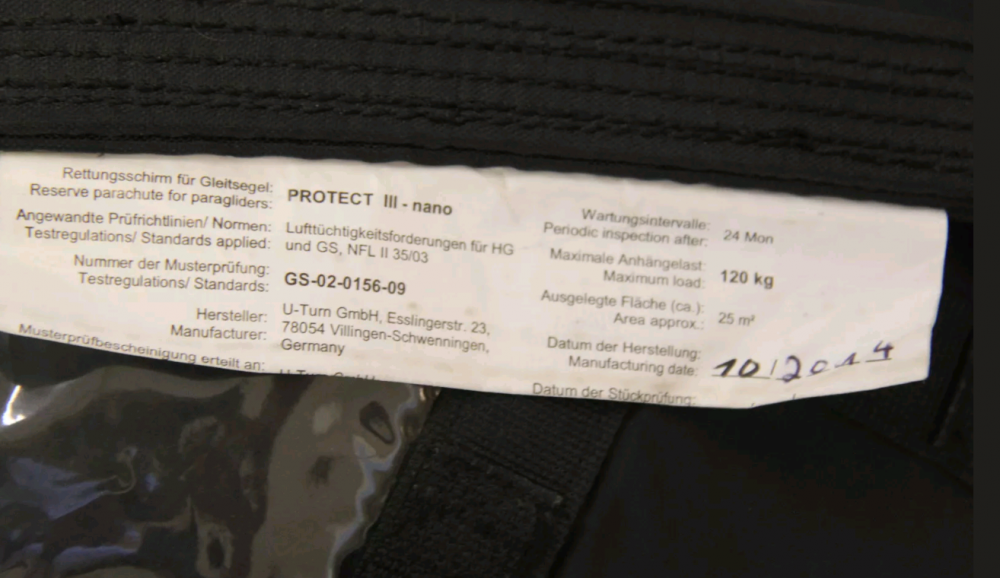 Rettungsschirm für Gleitsegel:
Reserve parachute for paragliders: PROTECT III - nano
Angewandte Prüfrichtlinien/ Normen: Lufttüchtigkeitsforderungen für HG
Testregulations/ Standards applied: und GS, NFL II 35/03
Nummer der Musterprüfung:
Testregulations/ Standards: GS-02-0156-09
Hersteller: U-Turn GmbH, Esslingerstr. 23,
Manufacturer: 78054 Villingen-Schwenningen,
Germany
Musterprüfbescheinigung erteilt an: U-Turn GmbH
Wartungsintervalle:
Periodic inspection after: 24 Mon
Maximale Anhängelast:
Maximum load: 120 kg
Ausgelegte Fläche (ca.):
Area approx.: 25 m²
Datum der Herstellung:
Manufacturing date: 10/2014
Datum der Stückprüfung: